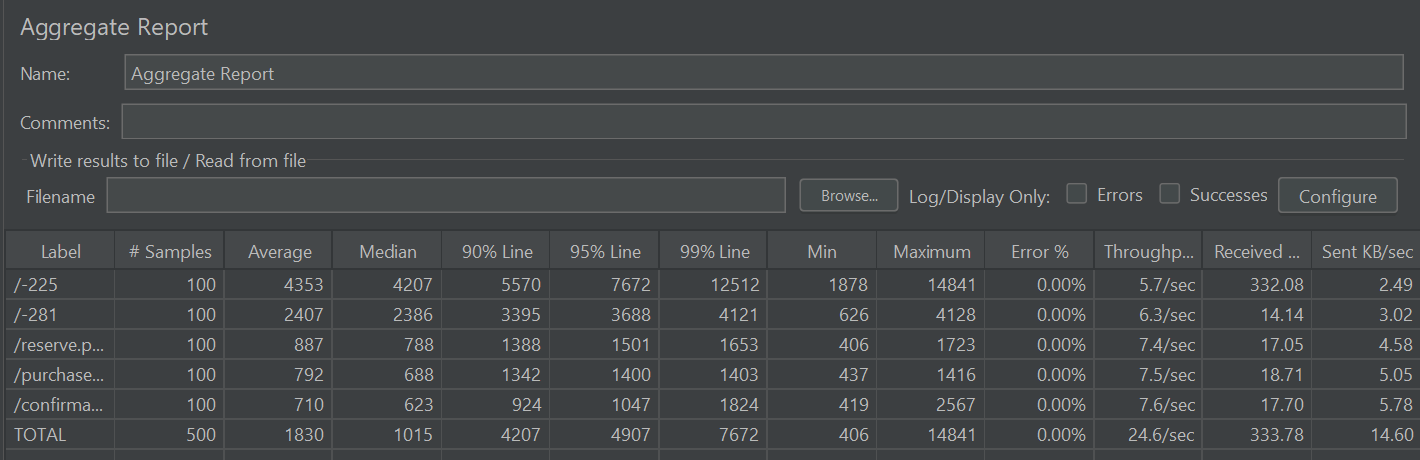 Aggregate Report
Name: Aggregate Report
Comments:
Write results to file / Read from file
Filename Browse... Log/Display Only: Errors Successes Configure
Label # Samples Average Median 90% Line 95% Line 99% Line Min Maximum Error % Throughp... Received ... Sent KB/sec
/-225 100 4353 4207 5570 7672 12512 1878 14841 0.00% 5.7/sec 332.08 2.49
/-281 100 2407 2386 3395 3688 4121 626 4128 0.00% 6.3/sec 14.14 3.02
/reserve.p... 100 887 788 1388 1501 1653 406 1723 0.00% 7.4/sec 17.05 4.58
/purchase... 100 792 688 1342 1400 1403 437 1416 0.00% 7.5/sec 18.71 5.05
/confirma... 100 710 623 924 1047 1824 419 2567 0.00% 7.6/sec 17.70 5.78
TOTAL 500 1830 1015 4207 4907 7672 406 14841 0.00% 24.6/sec 333.78 14.60